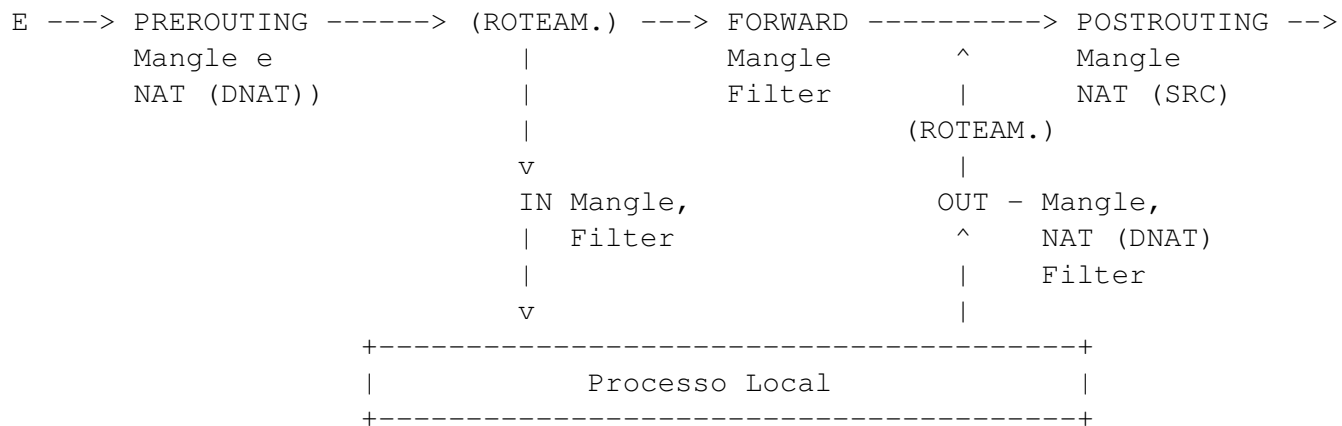 E ---> PREROUTING ------> (ROTEAM.) ---> FORWARD ----------> POSTROUTING -->
Mangle e | Mangle ^ Mangle
NAT (DNAT)) | Filter | NAT (SRC)
| (ROTEAM.)
v |
IN Mangle, OUT - Mangle,
| Filter ^ NAT (DNAT)
| | Filter
v |
+-----------------------------------------+
| Processo Local |
+-----------------------------------------+